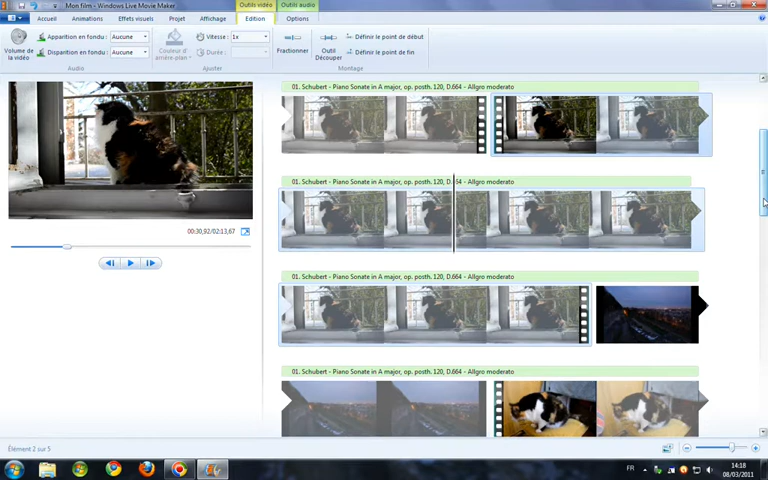 Mon film - Windows Live Movie Maker
Outils vidéo
Outils audio
Accueil
Animations
Effets visuels
Projet
Affichage
Edition
Options
Volume de la vidéo
Apparition en fondu :
Aucune
Disparition en fondu :
Aucune
Audio
Couleur d'arrière-plan
Vitesse :
1x
Durée :
Ajuster
Fractionner
Outil Découper
Définir le point de début
Définir le point de fin
Montage
00:30,92/02:13,67
01. Schubert - Piano Sonate in A major, op. posth. 120, D.664 - Allgro moderato
01. Schubert - Piano Sonate in A major, op. posth. 120, D.664 - Allgro moderato
01. Schubert - Piano Sonate in A major, op. posth. 120, D.664 - Allgro moderato
01. Schubert - Piano Sonate in A major, op. posth. 120, D.664 - Allgro moderato
Élément 2 sur 5
FR
14:18
08/03/2011